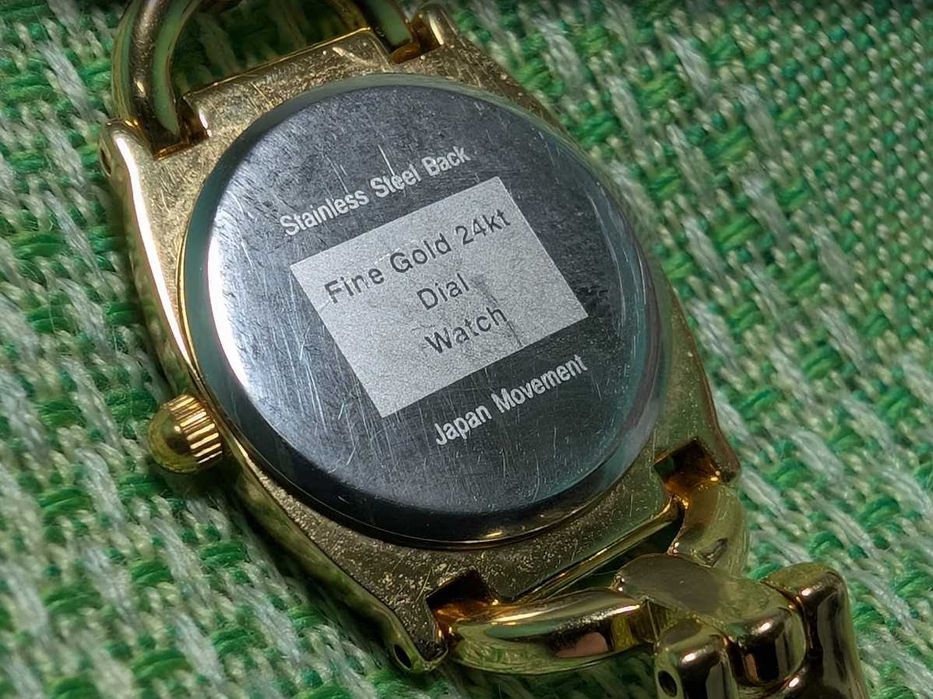 Stainless Steel Back
Fine Gold 24kt
Dial
Watch
Japan Movement